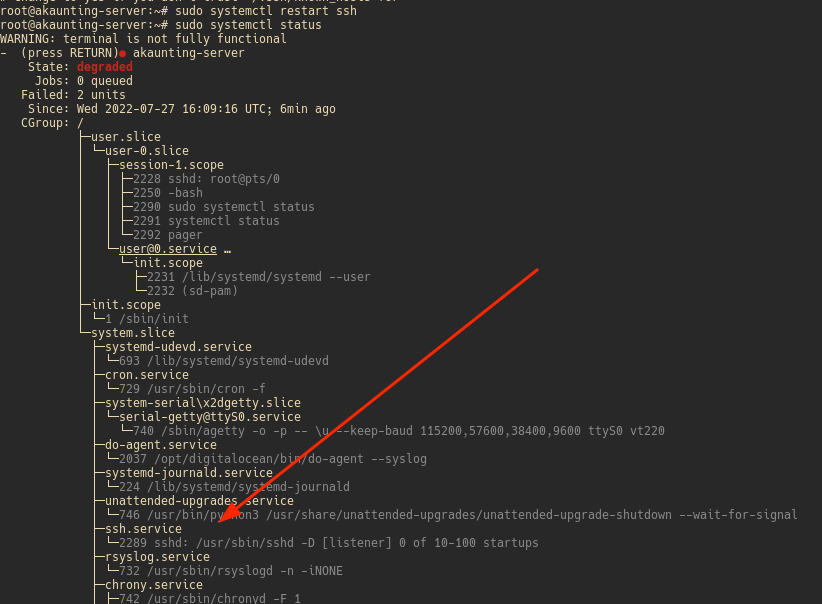 root@akaunting-server:~# sudo systemctl restart ssh
root@akaunting-server:~# sudo systemctl status
WARNING: terminal is not fully functional
-  (press RETURN)● akaunting-server
    State: degraded
     Jobs: 0 queued
   Failed: 2 units
    Since: Wed 2022-07-27 16:09:16 UTC; 6min ago
   CGroup: /
           ├─user.slice
           │ └─user-0.slice
           │   ├─session-1.scope
           │   │ ├─2228 sshd: root@pts/0
           │   │ ├─2250 -bash
           │   │ ├─2290 sudo systemctl status
           │   │ ├─2291 systemctl status
           │   │ └─2292 pager
           │   └─user@0.service …
           │     └─init.scope
           │       ├─2231 /lib/systemd/systemd --user
           │       └─2232 (sd-pam)
           ├─init.scope
           │ └─1 /sbin/init
           └─system.slice
             ├─systemd-udevd.service
             │ └─693 /lib/systemd/systemd-udevd
             ├─cron.service
             │ └─729 /usr/sbin/cron -f
             ├─system-serial\x2dgetty.slice
             │ └─serial-getty@ttyS0.service
             │   └─740 /sbin/agetty -o -p -- \u --keep-baud 115200,57600,38400,9600 ttyS0 vt220
             ├─do-agent.service
             │ └─2037 /opt/digitalocean/bin/do-agent --syslog
             ├─systemd-journald.service
             │ └─224 /lib/systemd/systemd-journald
             ├─unattended-upgrades.service
             │ └─746 /usr/bin/python3 /usr/share/unattended-upgrades/unattended-upgrade-shutdown --wait-for-signal
             ├─ssh.service
             │ └─2289 sshd: /usr/sbin/sshd -D [listener] 0 of 10-100 startups
             ├─rsyslog.service
             │ └─732 /usr/sbin/rsyslogd -n -iNONE
             ├─chrony.service
             │ ├─742 /usr/sbin/chronyd -F 1